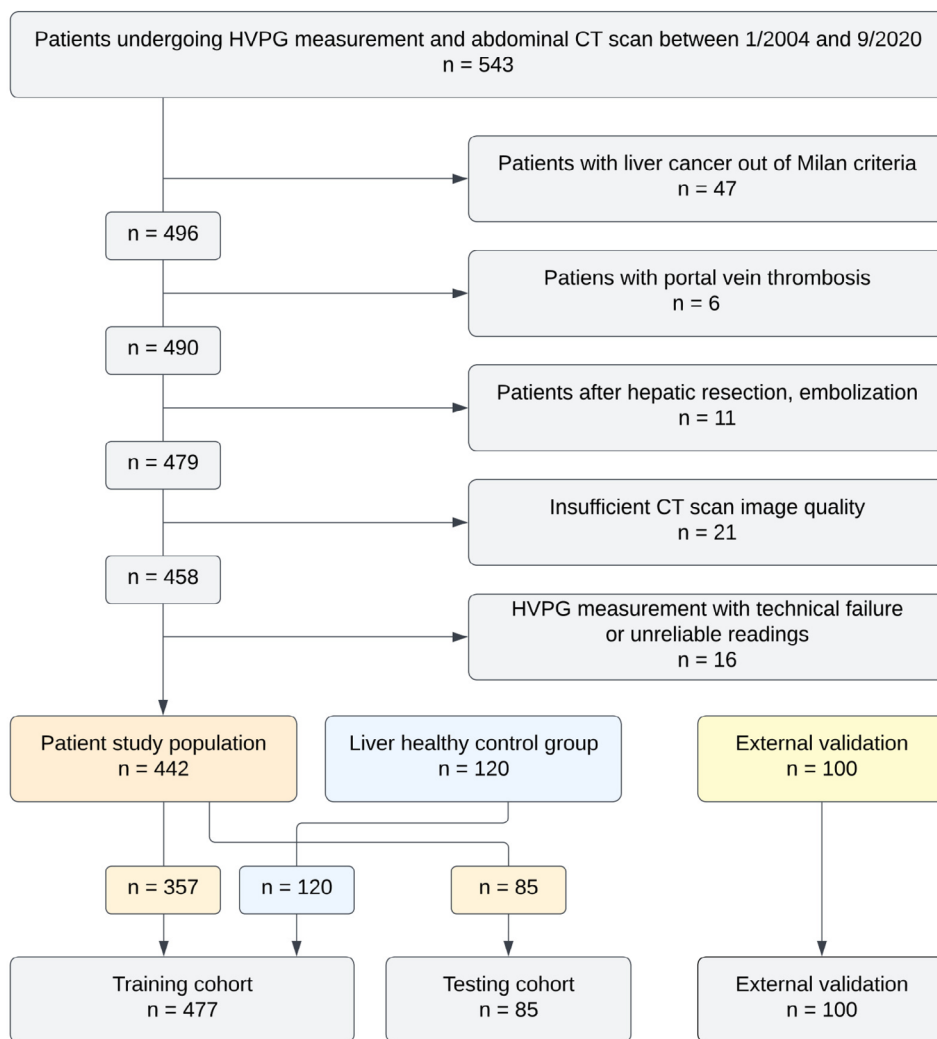 Patients undergoing HVPG measurement and abdominal CT scan between 1/2004 and 9/2020
n = 543
Patients with liver cancer out of Milan criteria
n = 47
n = 496
Patiens with portal vein thrombosis
n = 6
n = 490
Patients after hepatic resection, embolization
n = 11
n = 479
Insufficient CT scan image quality
n = 21
n = 458
HVPG measurement with technical failure
or unreliable readings
n = 16
Patient study population
n = 442
Liver healthy control group
n = 120
External validation
n = 100
n = 357
n = 120
n = 85
Training cohort
n = 477
Testing cohort
n = 85
External validation
n = 100